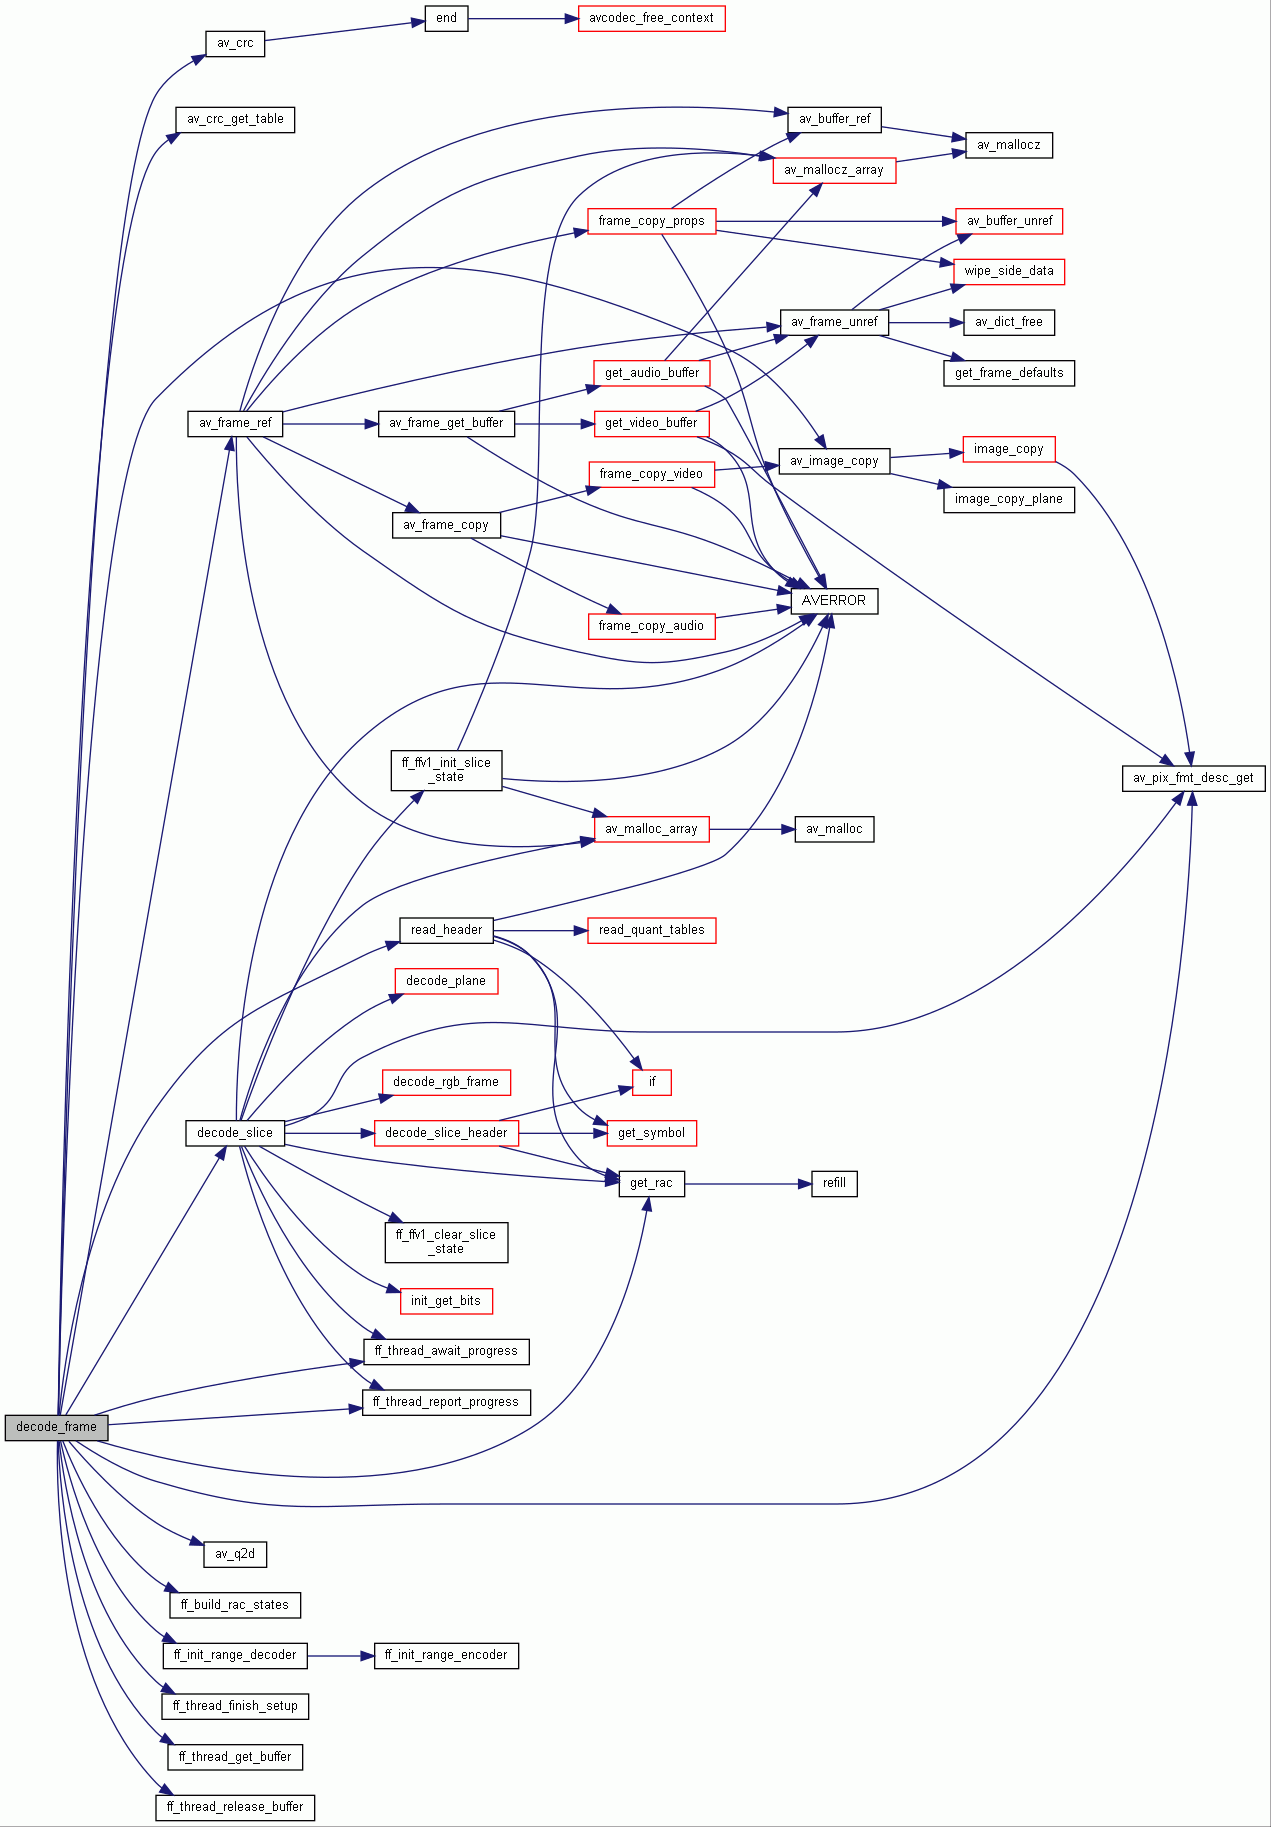 end
avcodec_free_context
av_crc
av_crc_get_table
av_buffer_ref
av_mallocz
av_mallocz_array
frame_copy_props
av_buffer_unref
wipe_side_data
av_frame_unref
av_dict_free
get_audio_buffer
get_frame_defaults
av_frame_ref
av_frame_get_buffer
get_video_buffer
image_copy
av_image_copy
frame_copy_video
image_copy_plane
av_frame_copy
AVERROR
frame_copy_audio
ff_ffv1_init_slice
_state
av_pix_fmt_desc_get
av_malloc_array
av_malloc
read_header
read_quant_tables
decode_plane
decode_rgb_frame
if
decode_slice
decode_slice_header
get_symbol
get_rac
refill
ff_ffv1_clear_slice
_state
init_get_bits
ff_thread_await_progress
ff_thread_report_progress
decode_frame
av_q2d
ff_build_rac_states
ff_init_range_decoder
ff_init_range_encoder
ff_thread_finish_setup
ff_thread_get_buffer
ff_thread_release_buffer